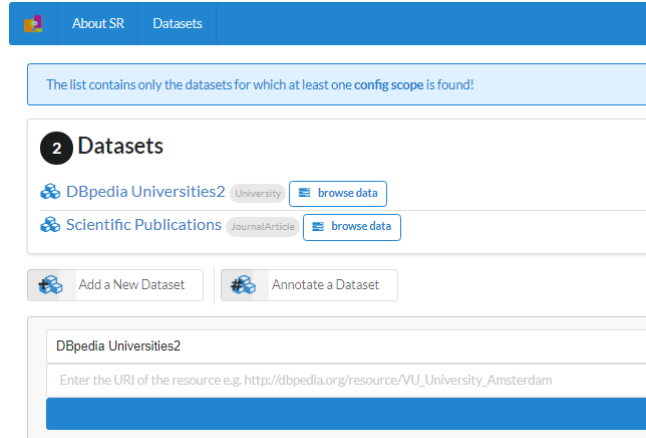 About SR Datasets
The list contains only the datasets for which at least one config scope is found!
2 Datasets
DBpedia Universities2 University browse data
Scientific Publications JournalArticle browse data
+ Add a New Dataset # Annotate a Dataset
DBpedia Universities2
Enter the URI of the resource e.g. http://dbpedia.org/resource/VU_University_Amsterdam